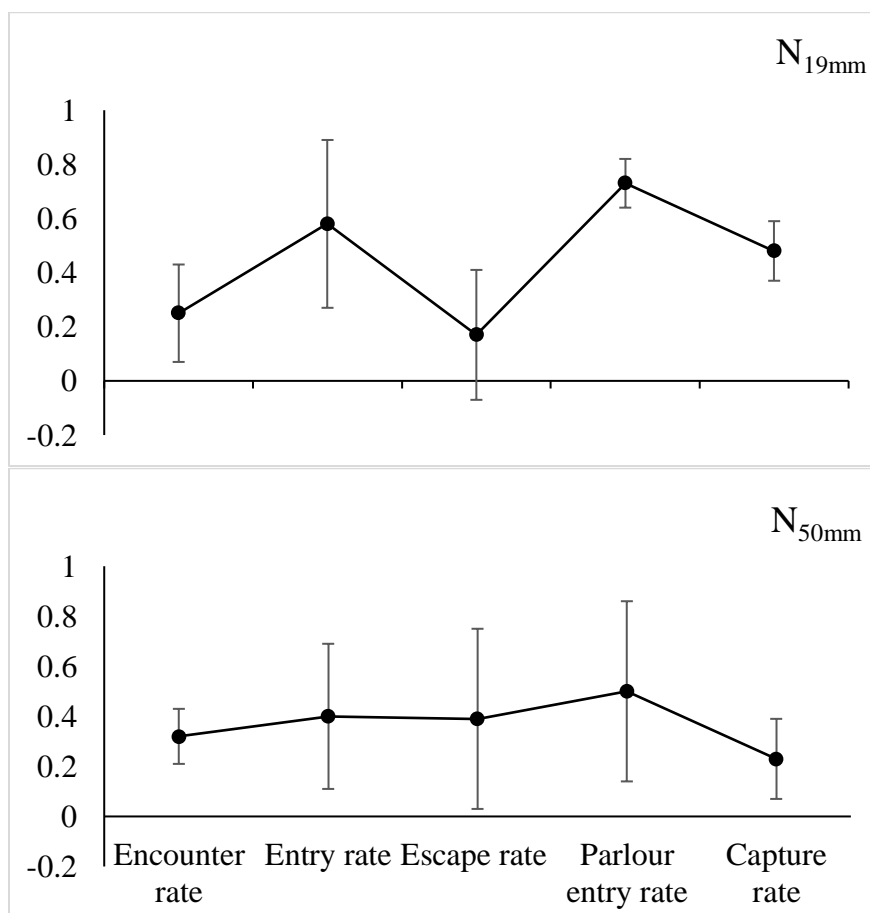 N19mm
1
0.8
0.6
0.4
0.2
0
-0.2
N50mm
1
0.8
0.6
0.4
0.2
0
-0.2
Encounter rate
Entry rate
Escape rate
Parlour entry rate
Capture rate